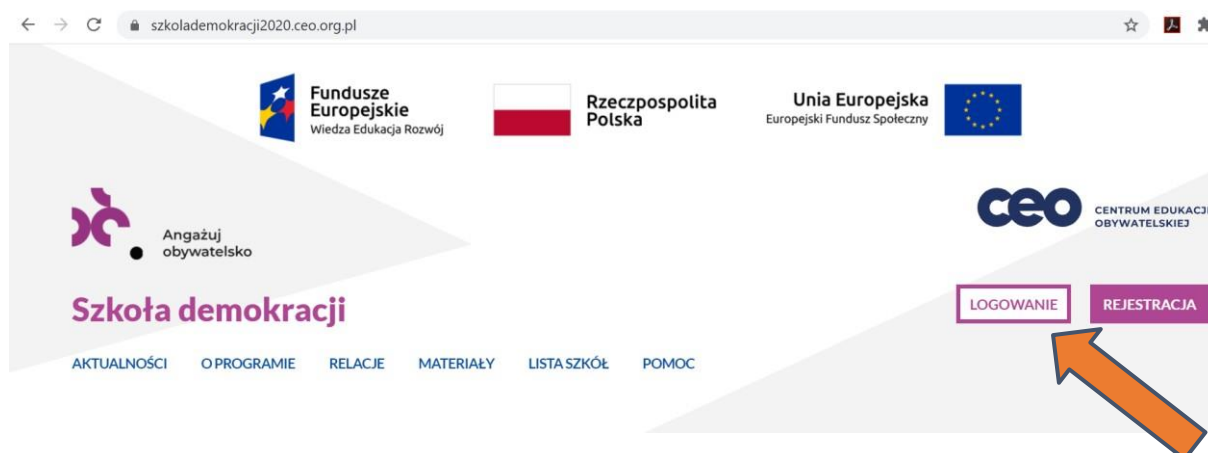 szkolademokracji2020.ceo.org.pl
Fundusze
Europejskie
Wiedza Edukacja Rozwój
Rzeczpospolita
Polska
Unia Europejska
Europejski Fundusz Społeczny
Angażuj
obywatelsko
ceo
CENTRUM EDUKACJI
OBYWATELSKIEJ
Szkoła demokracji
LOGOWANIE
REJESTRACJA
AKTUALNOŚCI O PROGRAMIE RELACJE MATERIAŁY LISTA SZKÓŁ POMOC